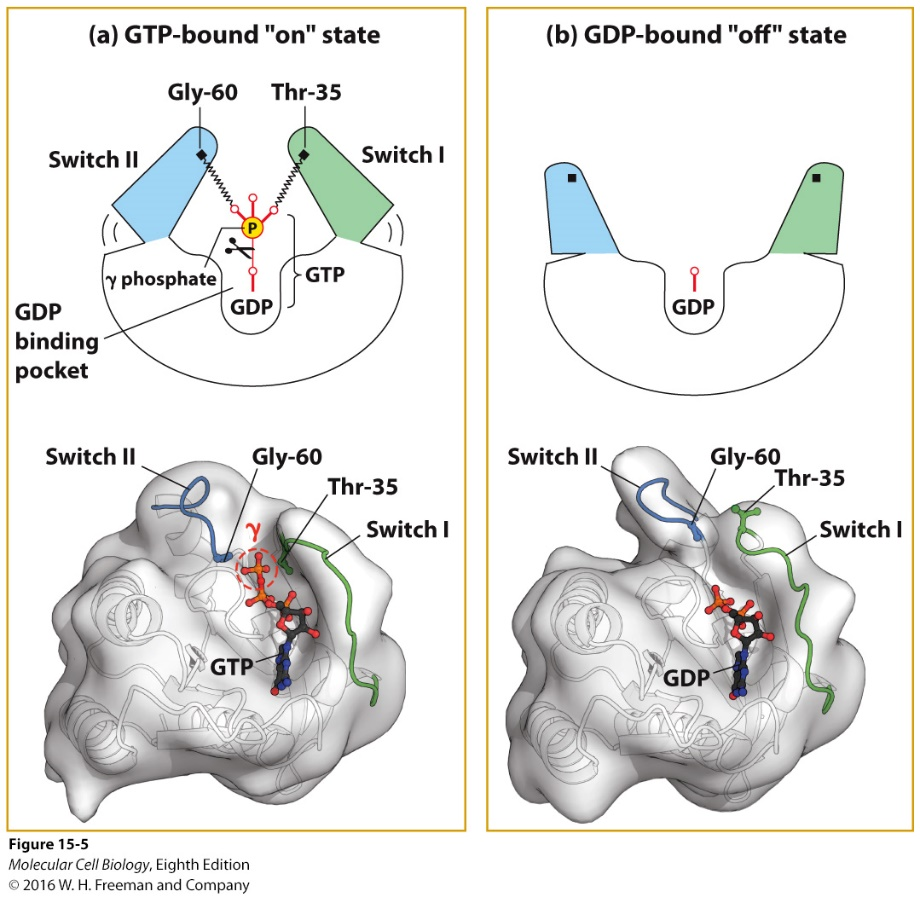 (a) GTP-bound "on" state
Gly-60
Thr-35
Switch II
Switch I
P
γ phosphate
GTP
GDP
GDP
binding
pocket
Switch II
Gly-60
Thr-35
γ
Switch I
GTP
(b) GDP-bound "off" state
GDP
Switch II
Gly-60
Thr-35
Switch I
GDP
Figure 15-5
Molecular Cell Biology, Eighth Edition
© 2016 W. H. Freeman and Company